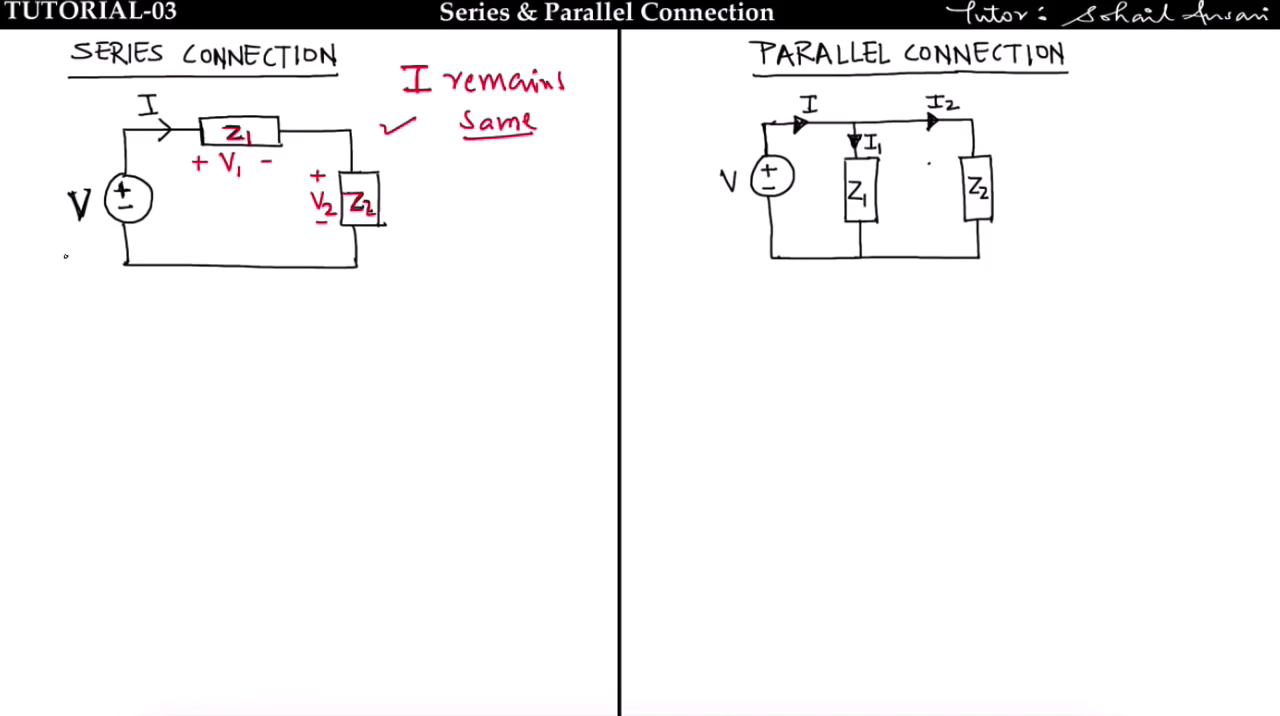 TUTORIAL-03
Series & Parallel Connection
Tutor: Sohail Ansari
SERIES CONNECTION
I remains
✓ same
I
Z1
+ V1 -
V
+
-
+
V2
-
Z2
PARALLEL CONNECTION
I
I2
I1
V
+
-
Z1
Z2